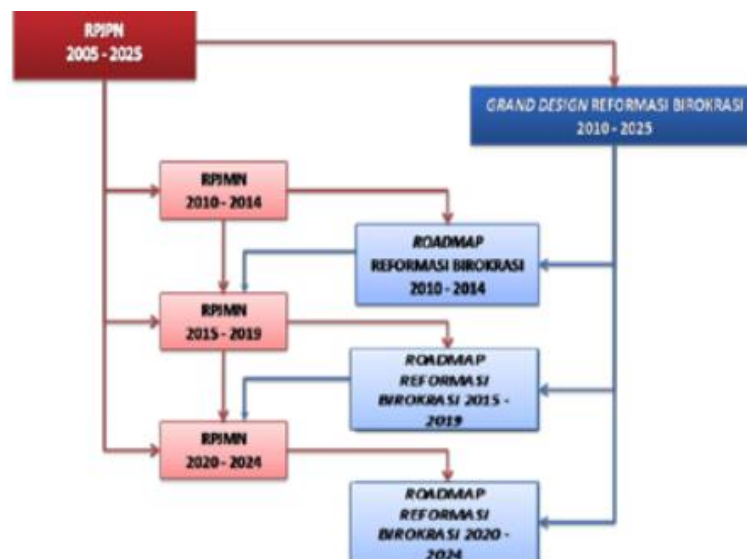 RPJPN
2005 - 2025
GRAND DESIGN REFORMASI BIROKRASI
2010 - 2025
RPJMN
2010 - 2014
ROADMAP
REFORMASI BIROKRASI
2010 - 2014
RPJMN
2015 - 2019
ROADMAP
REFORMASI
BIROKRASI 2015 -
2019
RPJMN
2020 - 2024
ROADMAP
REFORMASI
BIROKRASI 2020 -
2024